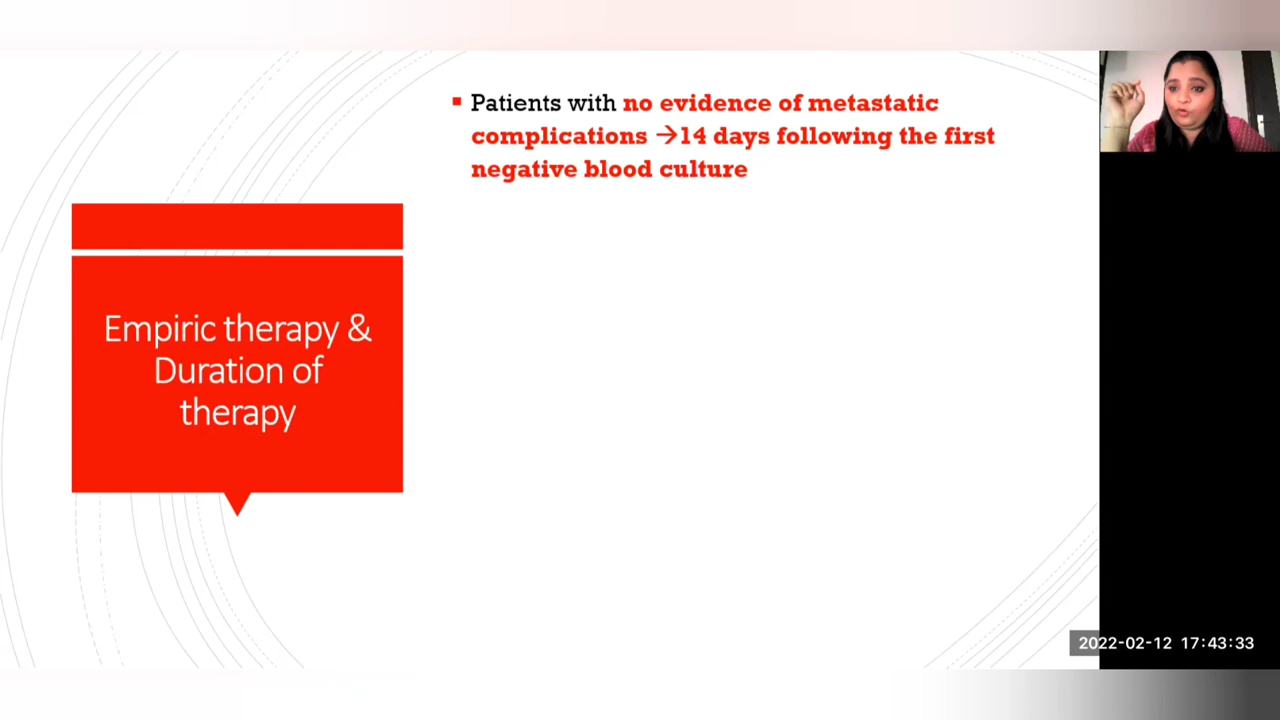 Patients with no evidence of metastatic
complications →14 days following the first
negative blood culture
Empiric therapy &
Duration of
therapy
2022-02-12 17:43:33